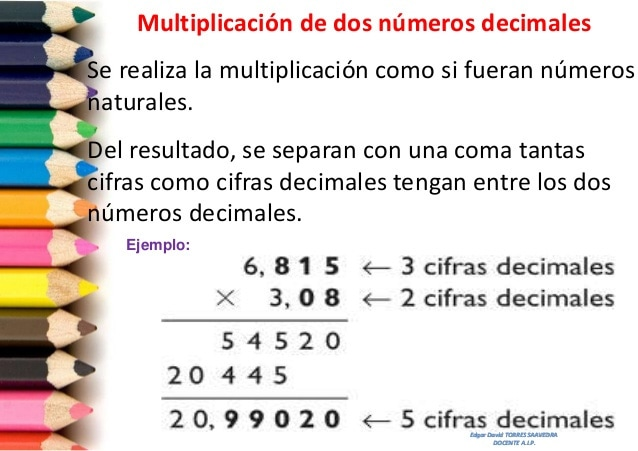 Multiplicación de dos números decimales
Se realiza la multiplicación como si fueran números
naturales.
Del resultado, se separan con una coma tantas
cifras como cifras decimales tengan entre los dos
números decimales.
Ejemplo:
6,815 ← 3 cifras decimales
× 3,08 ← 2 cifras decimales
54520
20445
20,99020 ← 5 cifras decimales
Edgar David TORRES SAAVEDRA
DOCENTE A.I.P.